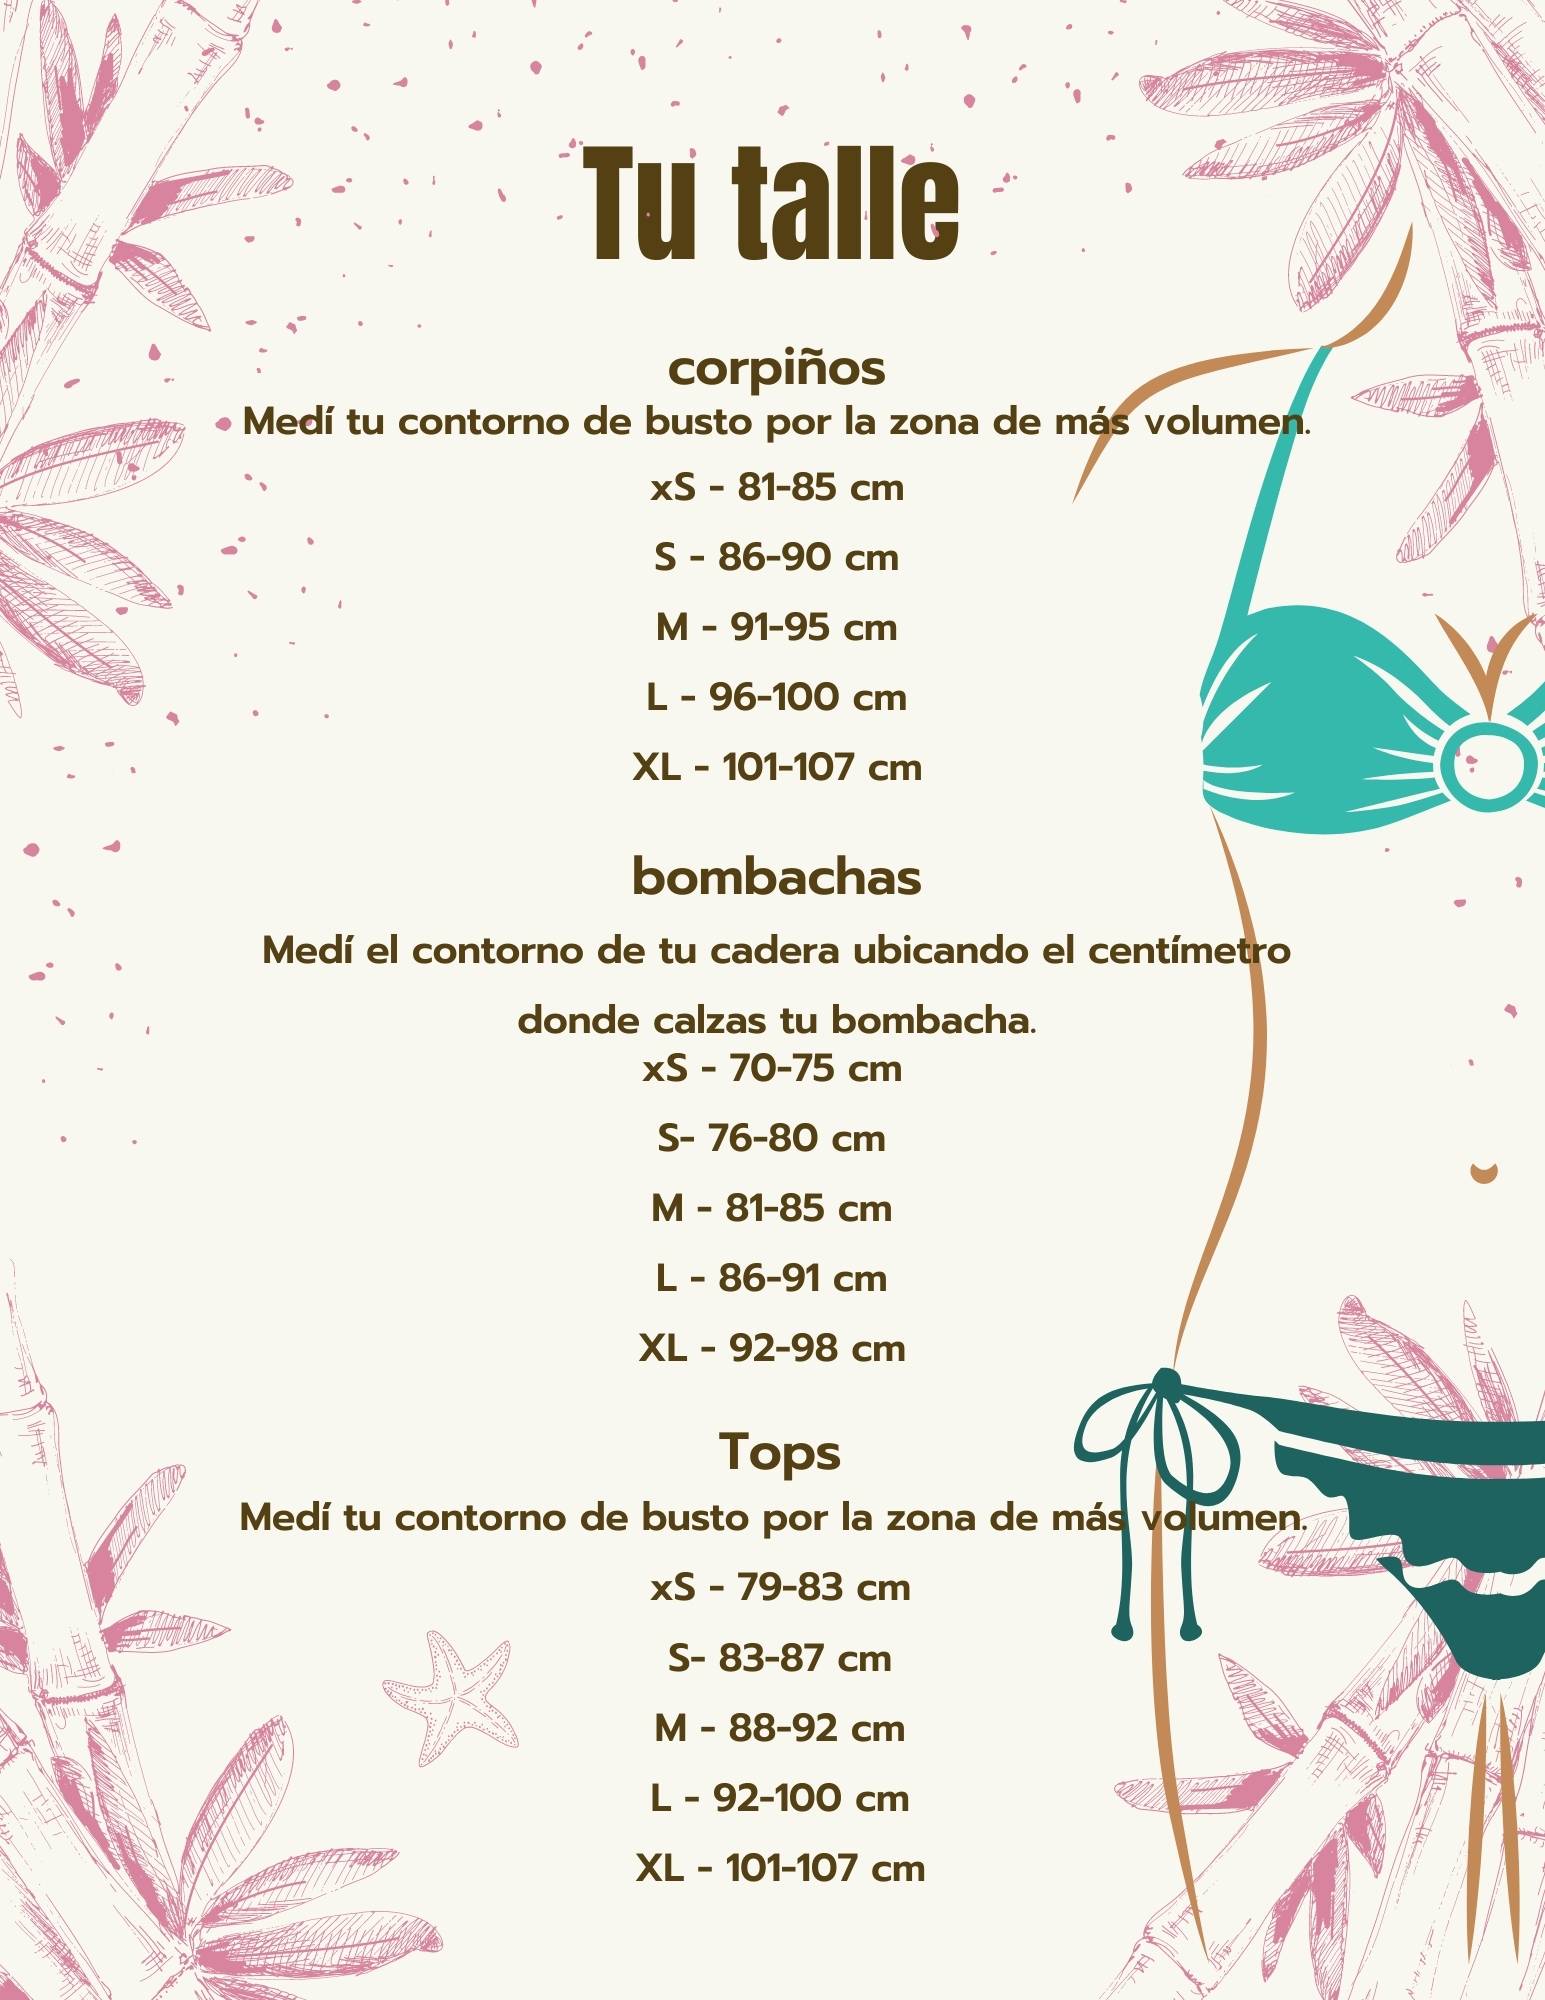 Tu talle
corpiños
Medí tu contorno de busto por la zona de más volumen.
xS - 81-85 cm
S - 86-90 cm
M - 91-95 cm
L - 96-100 cm
XL - 101-107 cm
bombachas
Medí el contorno de tu cadera ubicando el centímetro
donde calzas tu bombacha.
xS - 70-75 cm
S- 76-80 cm
M - 81-85 cm
L - 86-91 cm
XL - 92-98 cm
Tops
Medí tu contorno de busto por la zona de más volumen.
xS - 79-83 cm
S- 83-87 cm
M - 88-92 cm
L - 92-100 cm
XL - 101-107 cm